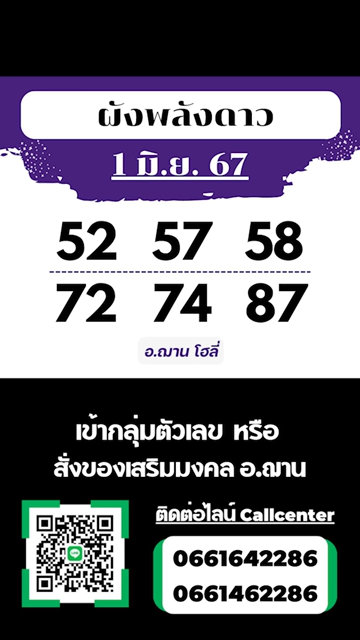 ผังพลังดาว
1 มิ.ย. 67
52 57 58
72 74 87
อ.ฌาน โฮลี่
เข้ากลุ่มตัวเลข หรือ
สั่งของเสริมมงคล อ.ฌาน
ติดต่อไลน์ Callcenter
0661642286
0661462286